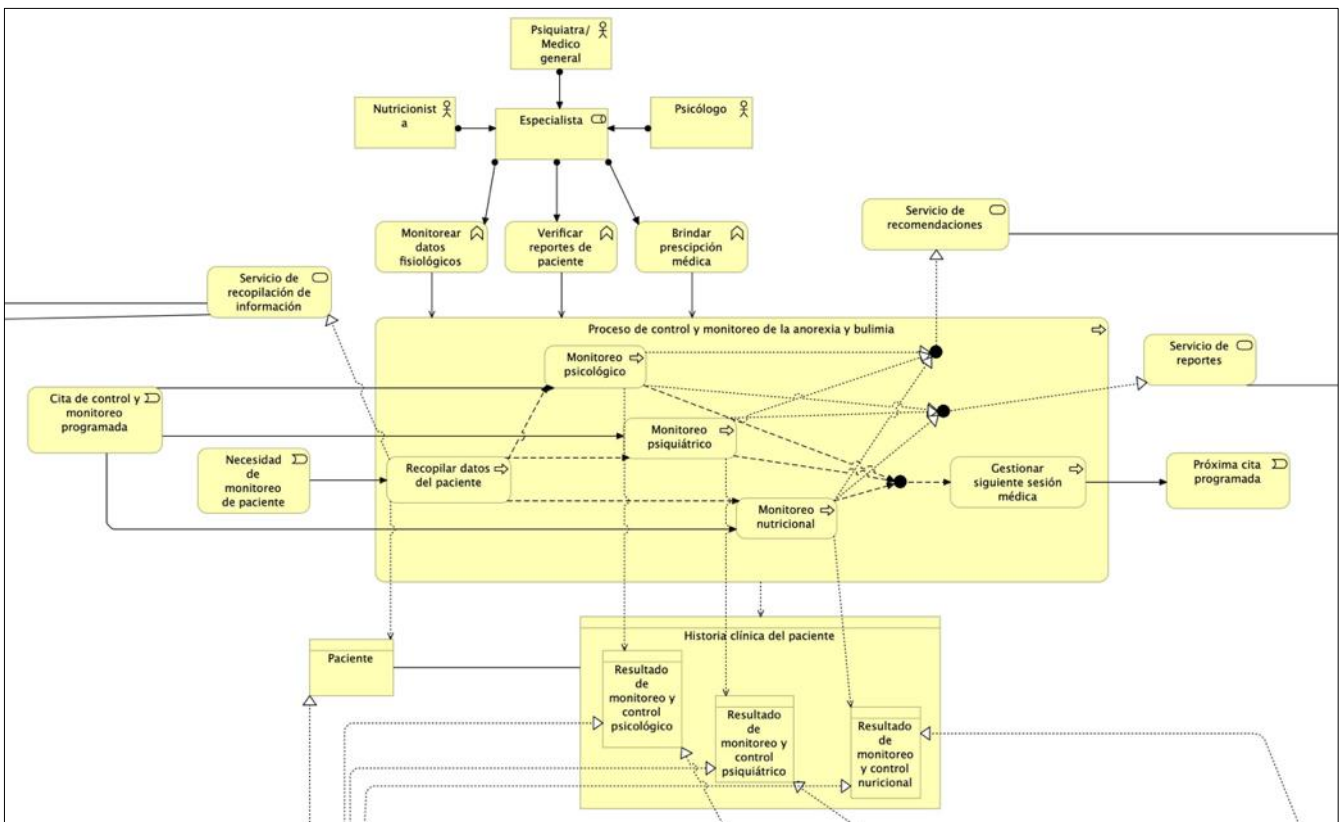 Psiquiatra/
Medico
general
Nutricionist
a
Especialista
Psicólogo
Monitorear
datos
fisiológicos
Verificar
reportes de
paciente
Brindar
prescipción
médica
Servicio de
recomendaciones
Servicio de
recopilación de
información
Proceso de control y monitoreo de la anorexia y bulimia
Servicio de
reportes
Monitoreo
psicológico
Cita de control y
monitoreo
programada
Monitoreo
psiquiátrico
Necesidad
de
monitoreo
de paciente
Recopilar datos
del paciente
Gestionar
siguiente sesión
médica
Próxima cita
programada
Monitoreo
nutricional
Historia clínica del paciente
Paciente
Resultado
de
monitoreo y
control
psicológico
Resultado
de
monitoreo y
control
psiquiátrico
Resultado
de
monitoreo
y control
nuricional